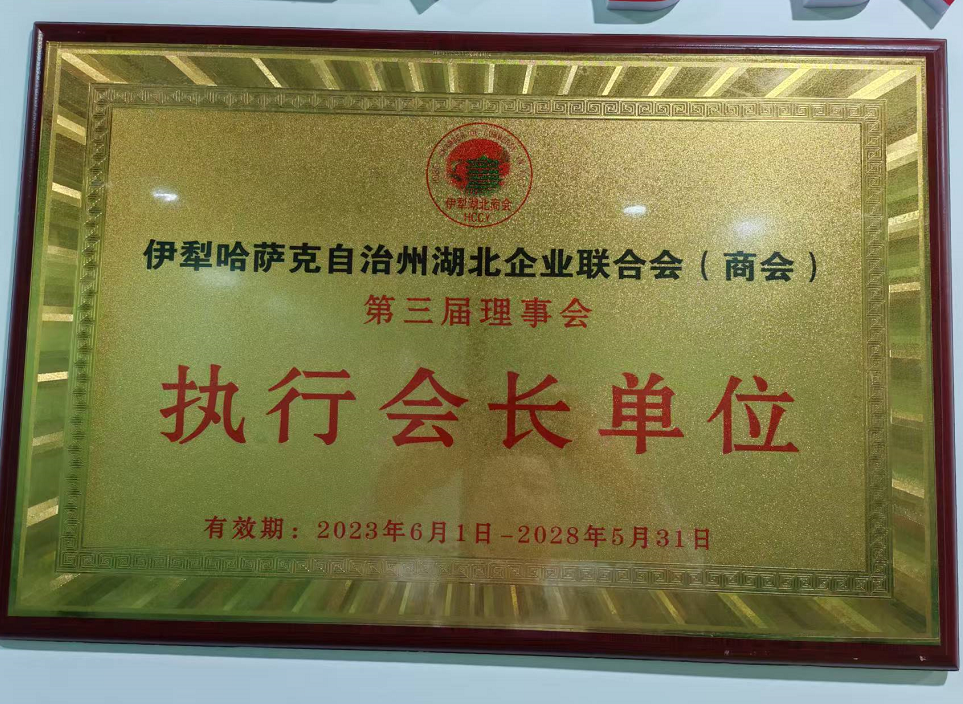 伊犁湖北商会
HCCY
伊犁哈萨克自治州湖北企业联合会（商会）
第三届理事会
执行会长单位
有效期：2023年6月1日-2028年5月31日